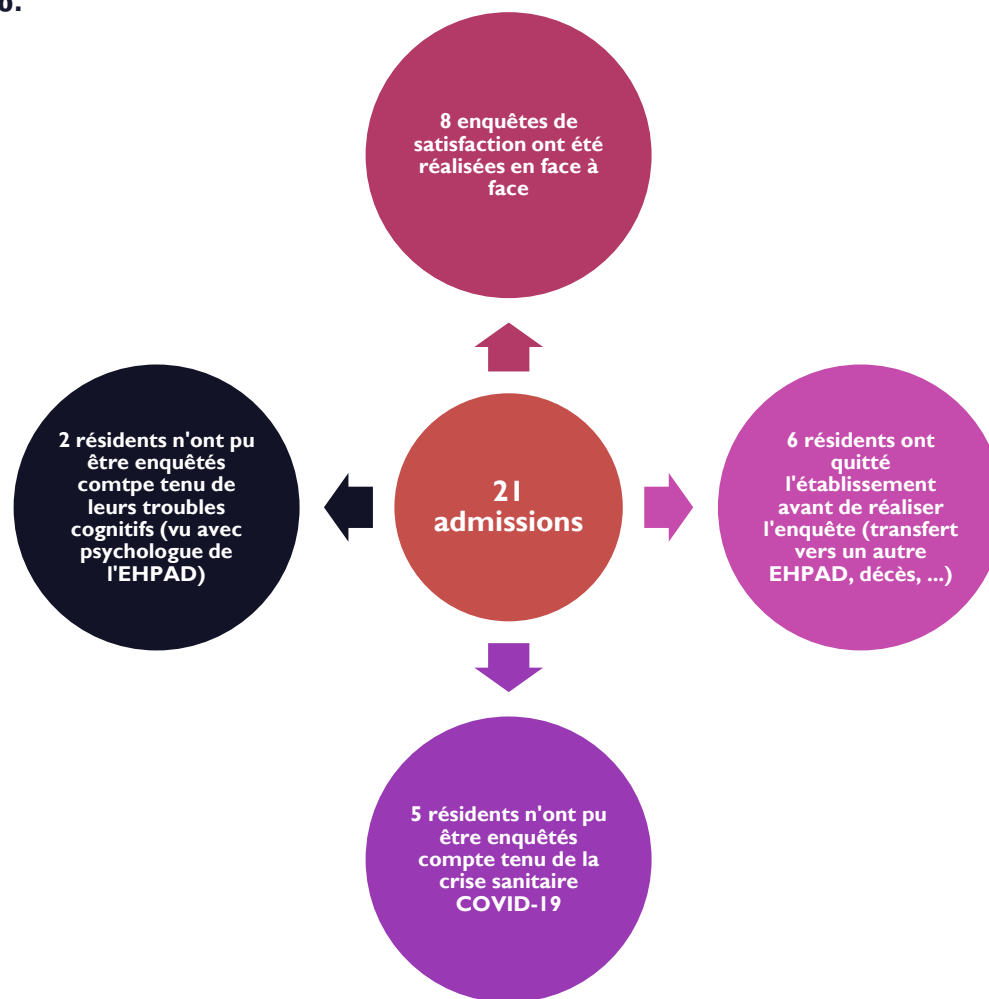 8 enquêtes de
satisfaction ont été
réalisées en face à
face
2 résidents n'ont pu
être enquêtés
comtpe tenu de
leurs troubles
cognitifs (vu avec
psychologue de
l'EHPAD)
21
admissions
6 résidents ont
quitté
l'établissement
avant de réaliser
l'enquête (transfert
vers un autre
EHPAD, décès, ...)
5 résidents n'ont pu
être enquêtés
compte tenu de la
crise sanitaire
COVID-19